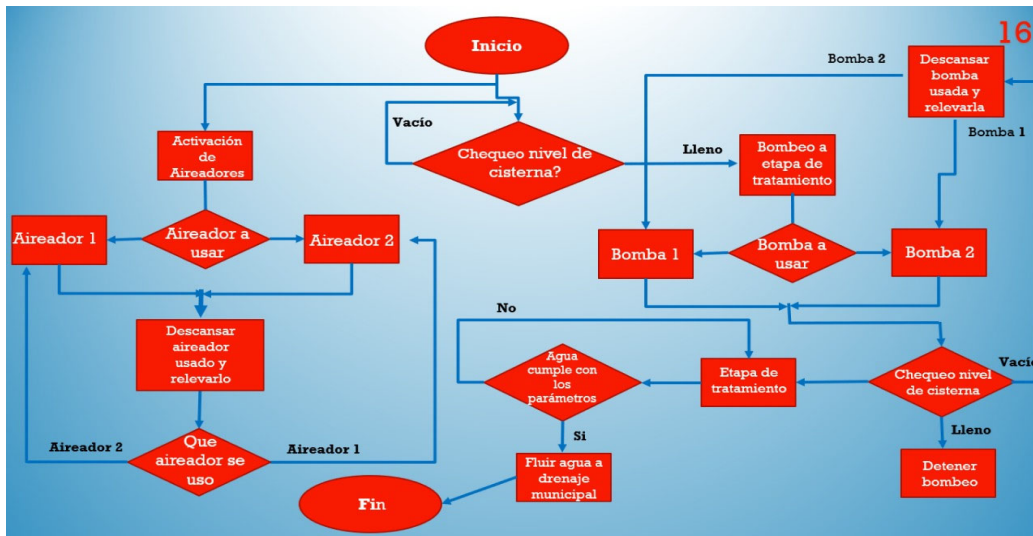 16
Inicio
Bomba 2
Descansar
bomba
usada y
relevarla
Vacío
Activación
de
Aireadores
Chequeo nivel de
cisterna?
Lleno
Bombeo a
etapa de
tratamiento
Bomba 1
Aireador 1
Aireador a
usar
Aireador 2
Bomba 1
Bomba a
usar
Bomba 2
Descansar
aireador
usado y
relevarlo
No
Agua
cumple con
los
parámetros
Etapa de
tratamiento
Chequeo nivel
de cisterna
Vacío
Si
Lleno
Aireador 2
Que
aireador se
uso
Aireador 1
Fluir agua a
drenaje
municipal
Detener
bombeo
Fin